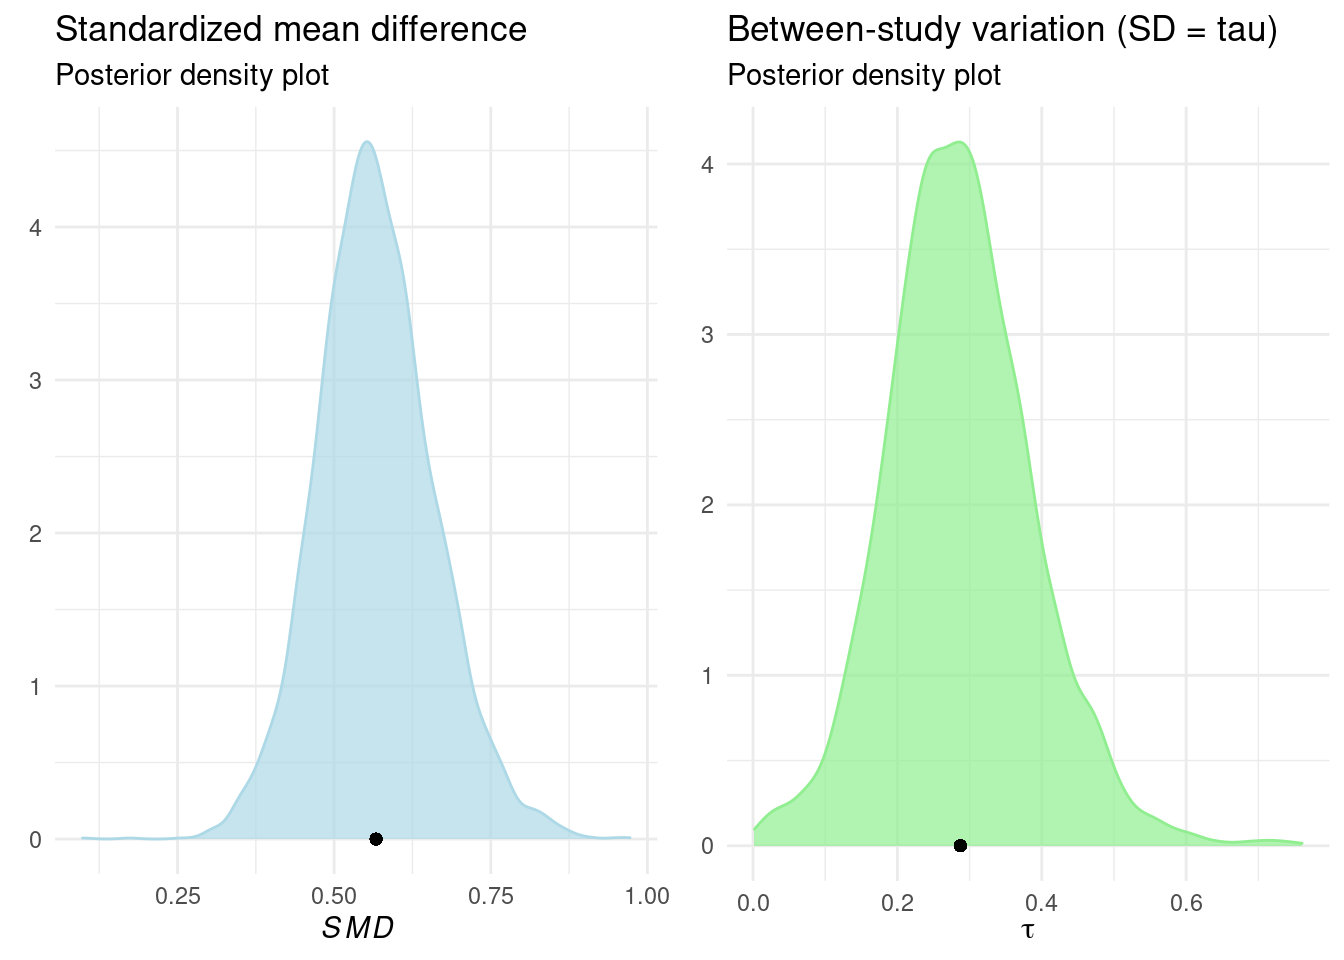 Standardized mean difference
Posterior density plot
4
3
2
1
0
0.25 0.50 0.75 1.00
SMD
Between-study variation (SD = tau)
Posterior density plot
4
3
2
1
0
0.0 0.2 0.4 0.6
τ